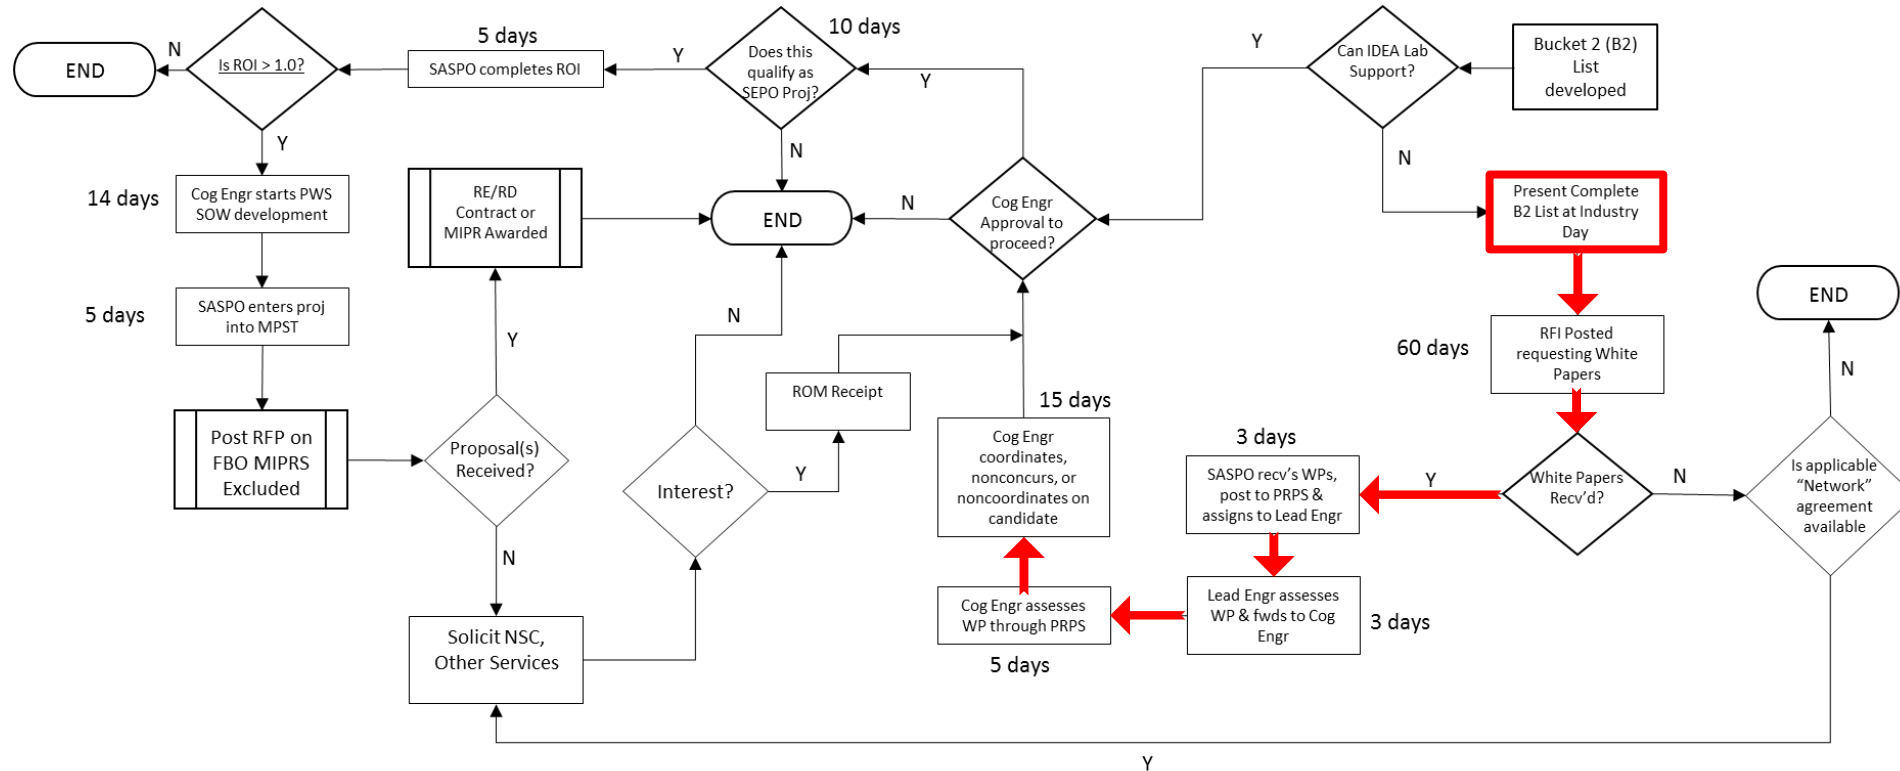 END
N
Is ROI > 1.0?
Y
5 days
SASPO completes ROI
Y
Does this
qualify as
SEPO Proj?
10 days
N
Y
Y
Can IDEA Lab
Support?
N
Bucket 2 (B2)
List
developed
14 days
Cog Engr starts PWS
SOW development
RE/RD
Contract or
MIPR Awarded
END
N
Cog Engr
Approval to
proceed?
Present Complete
B2 List at Industry
Day
5 days
SASPO enters proj
into MPST
Y
N
ROM Receipt
60 days
RFI Posted
requesting White
Papers
END
N
Post RFP on
FBO MIPRS
Excluded
Proposal(s)
Received?
N
Interest?
Y
15 days
Cog Engr
coordinates,
nonconcurs, or
noncoordinates on
candidate
3 days
SASPO recv’s WPs,
post to PRPS &
assigns to Lead Engr
Y
White Papers
Recv’d?
N
Is applicable
“Network”
agreement
available
Solicit NSC,
Other Services
Cog Engr assesses
WP through PRPS
5 days
Lead Engr assesses
WP & fwds to Cog
Engr
3 days
Y